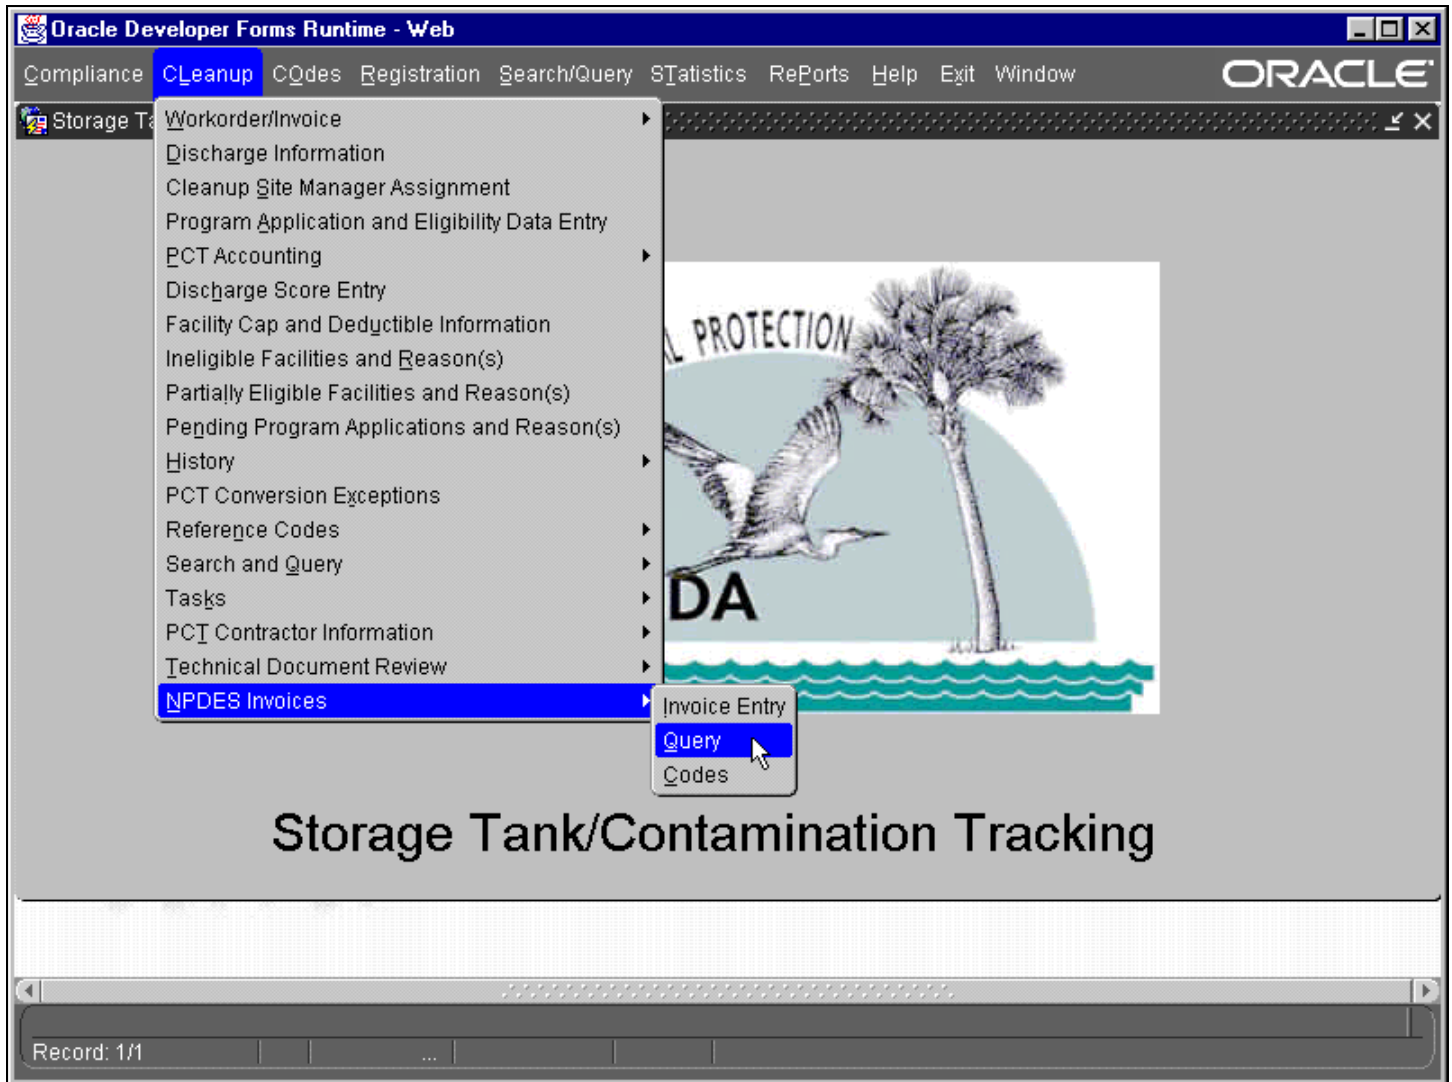 Oracle Developer Forms Runtime - Web
Compliance CLeanup COdes Registration Search/Query STatistics RePorts Help Exit Window ORACLE
Storage Ta
Workorder/Invoice
Discharge Information
Cleanup Site Manager Assignment
Program Application and Eligibility Data Entry
PCT Accounting
Discharge Score Entry
Facility Cap and Deductible Information
Ineligible Facilities and Reason(s)
Partially Eligible Facilities and Reason(s)
Pending Program Applications and Reason(s)
History
PCT Conversion Exceptions
Reference Codes
Search and Query
Tasks
PCT Contractor Information
Technical Document Review
NPDES Invoices
Invoice Entry
Query
Codes
L PROTECTION
DA
Storage Tank/Contamination Tracking
Record: 1/1
...